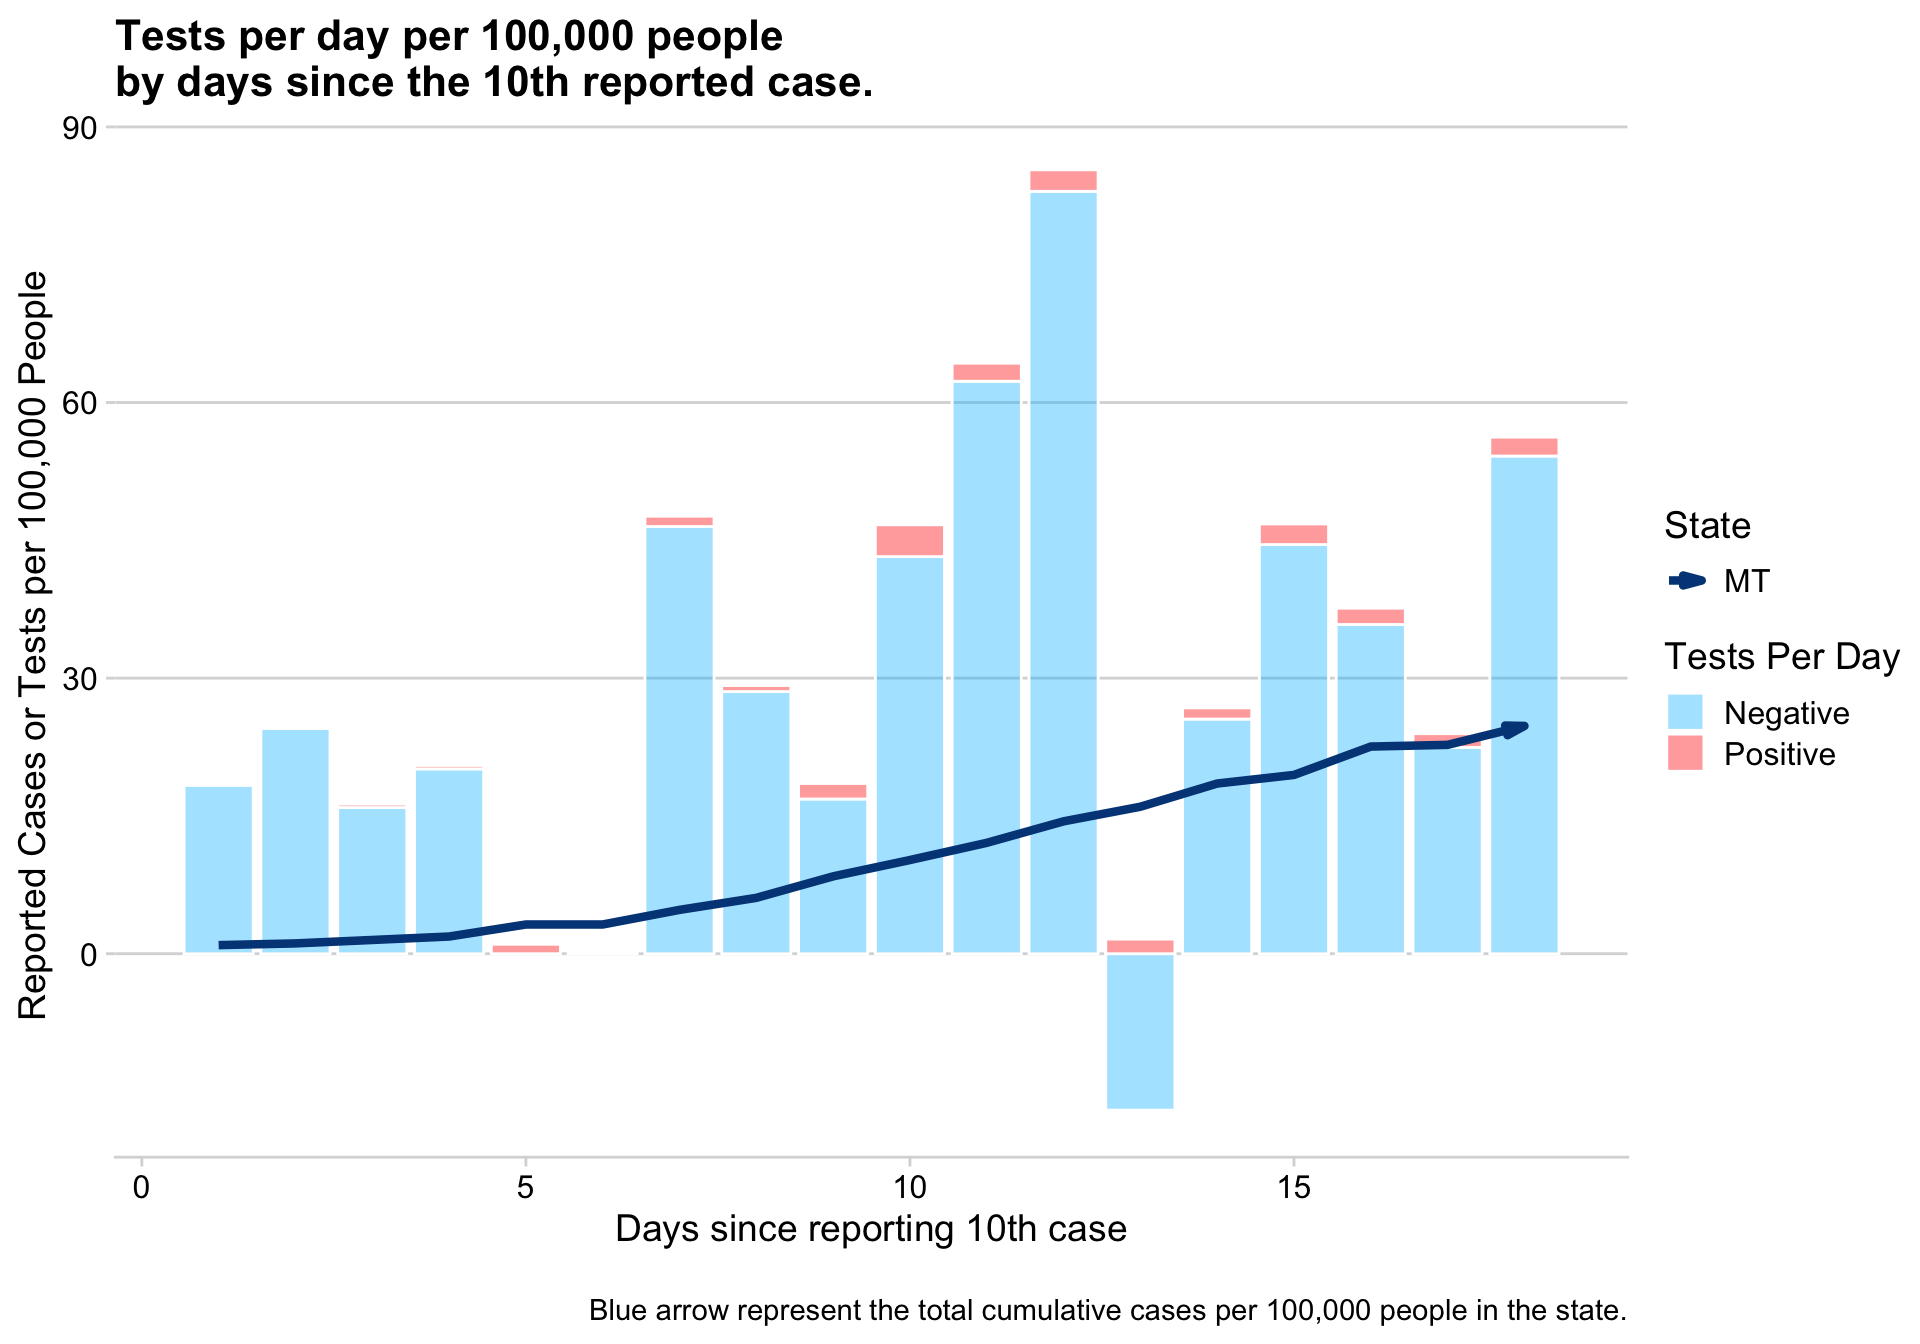 Tests per day per 100,000 people
by days since the 10th reported case.
Reported Cases or Tests per 100,000 People
90
60
30
0
0
5
10
15
Days since reporting 10th case
State
MT
Tests Per Day
Negative
Positive
Blue arrow represent the total cumulative cases per 100,000 people in the state.